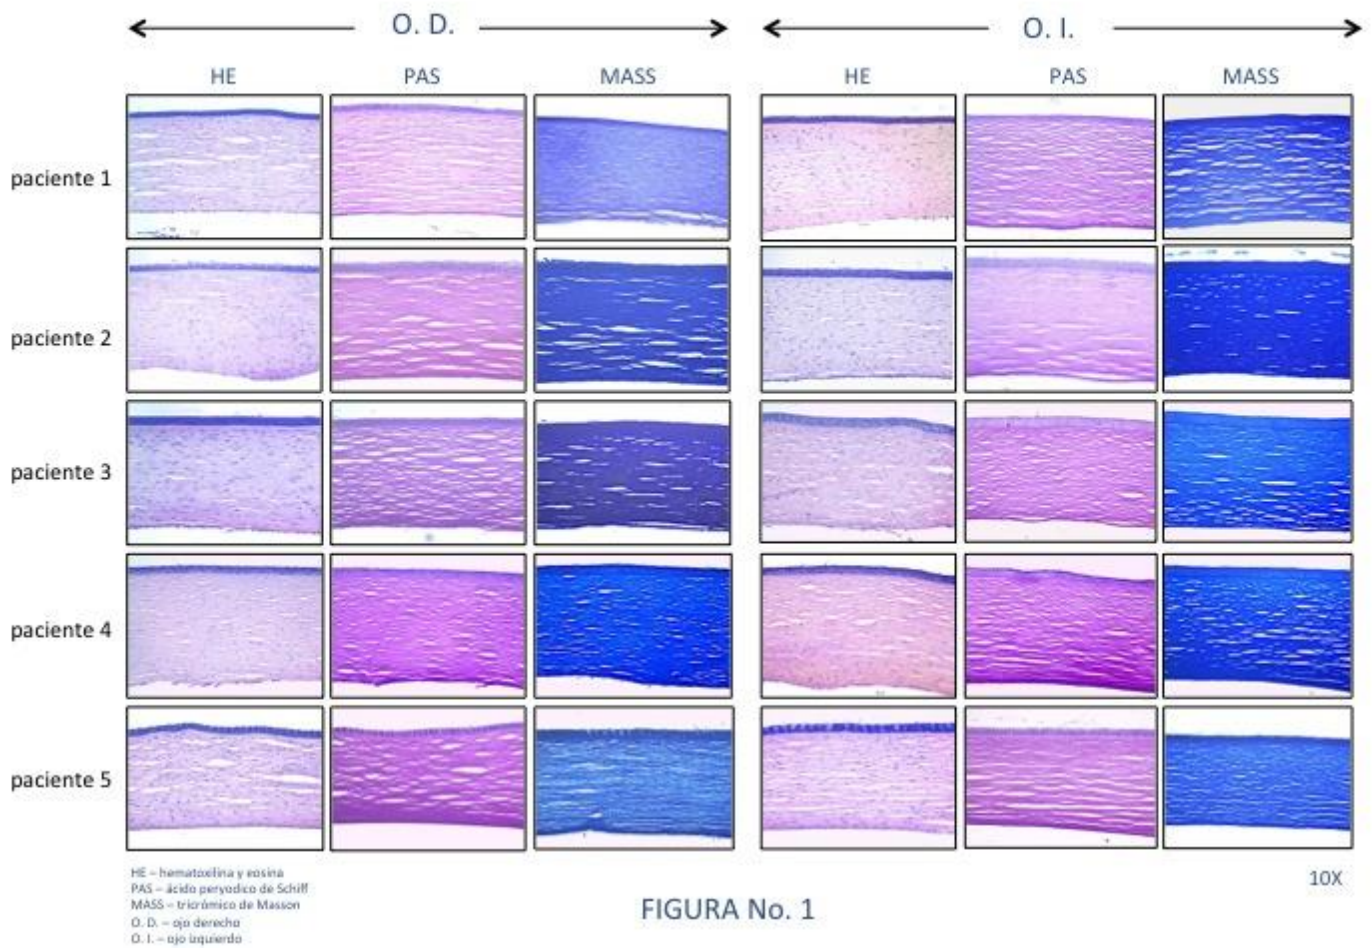 O. D. O. I.
HE PAS MASS HE PAS MASS
paciente 1
paciente 2
paciente 3
paciente 4
paciente 5
HE – hematoxilina y eosina
PAS – ácido peryodico de Schiff
MASS – tricrómico de Masson
O. D. – ojo derecho
O. I. – ojo izquierdo
FIGURA No. 1
10X